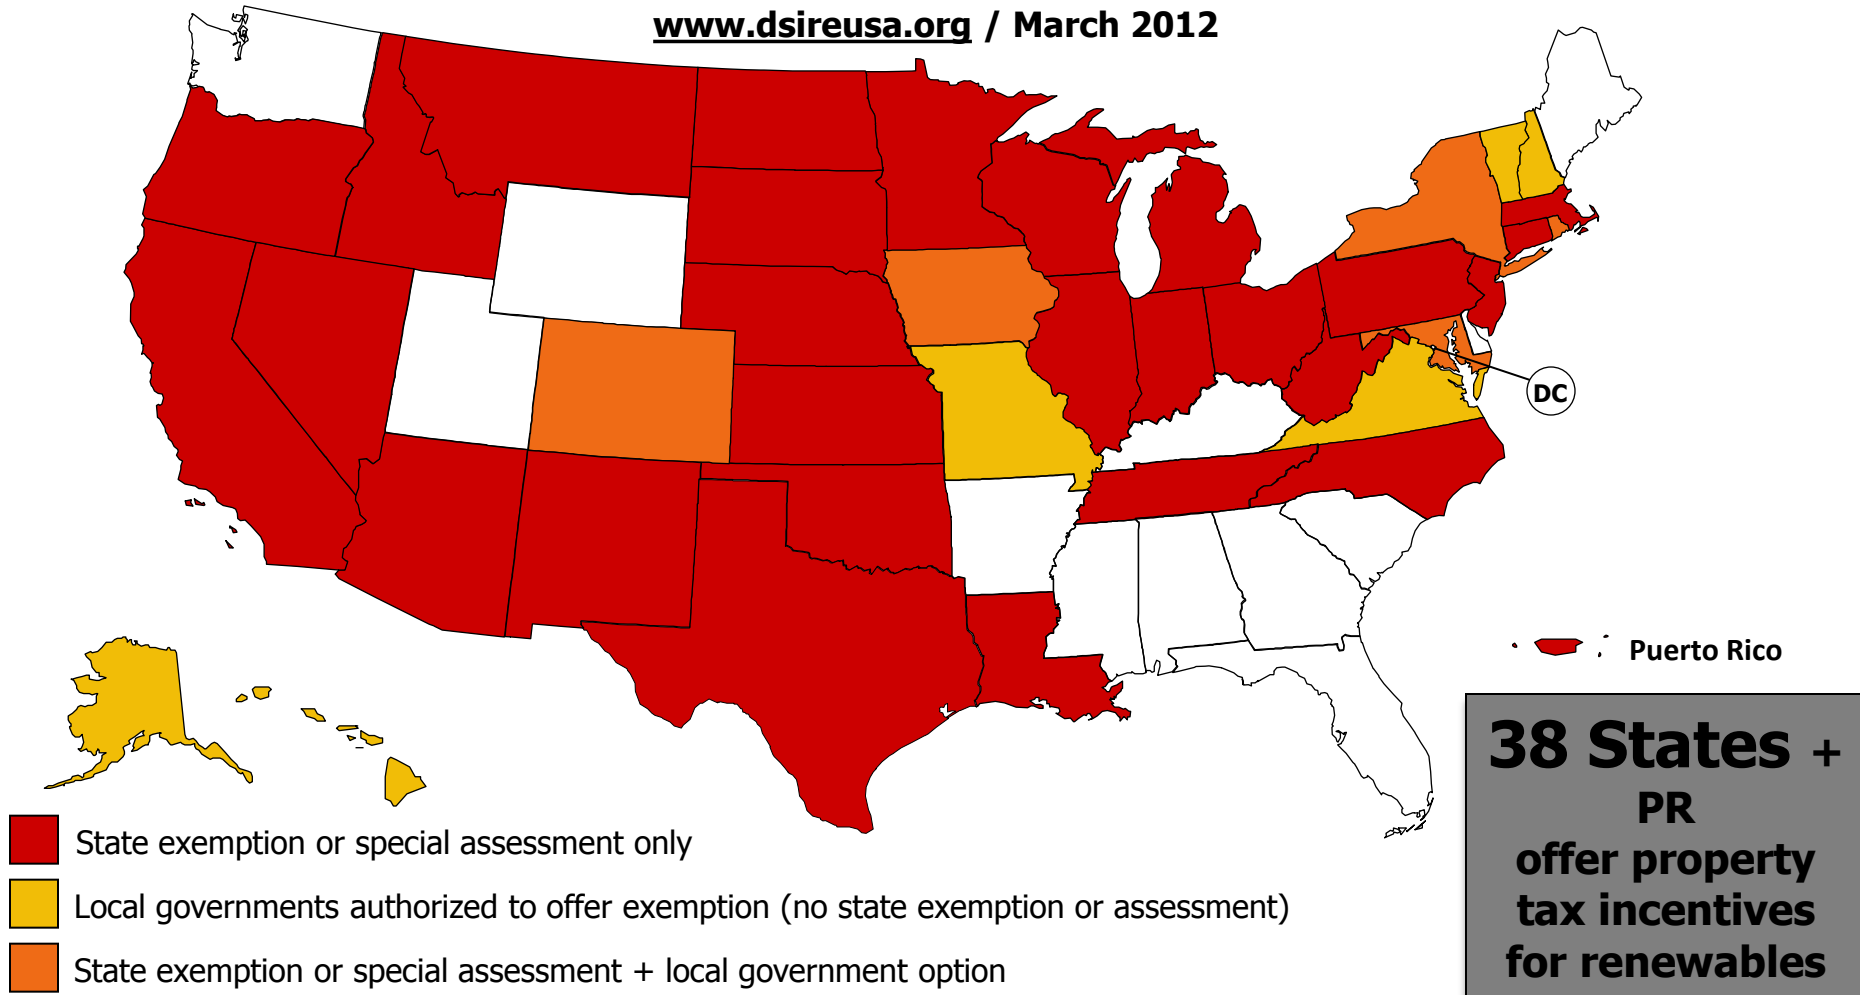 www.dsireusa.org / March 2012
DC
Puerto Rico
38 States +
PR
offer property
tax incentives
for renewables
State exemption or special assessment only
Local governments authorized to offer exemption (no state exemption or assessment)
State exemption or special assessment + local government option